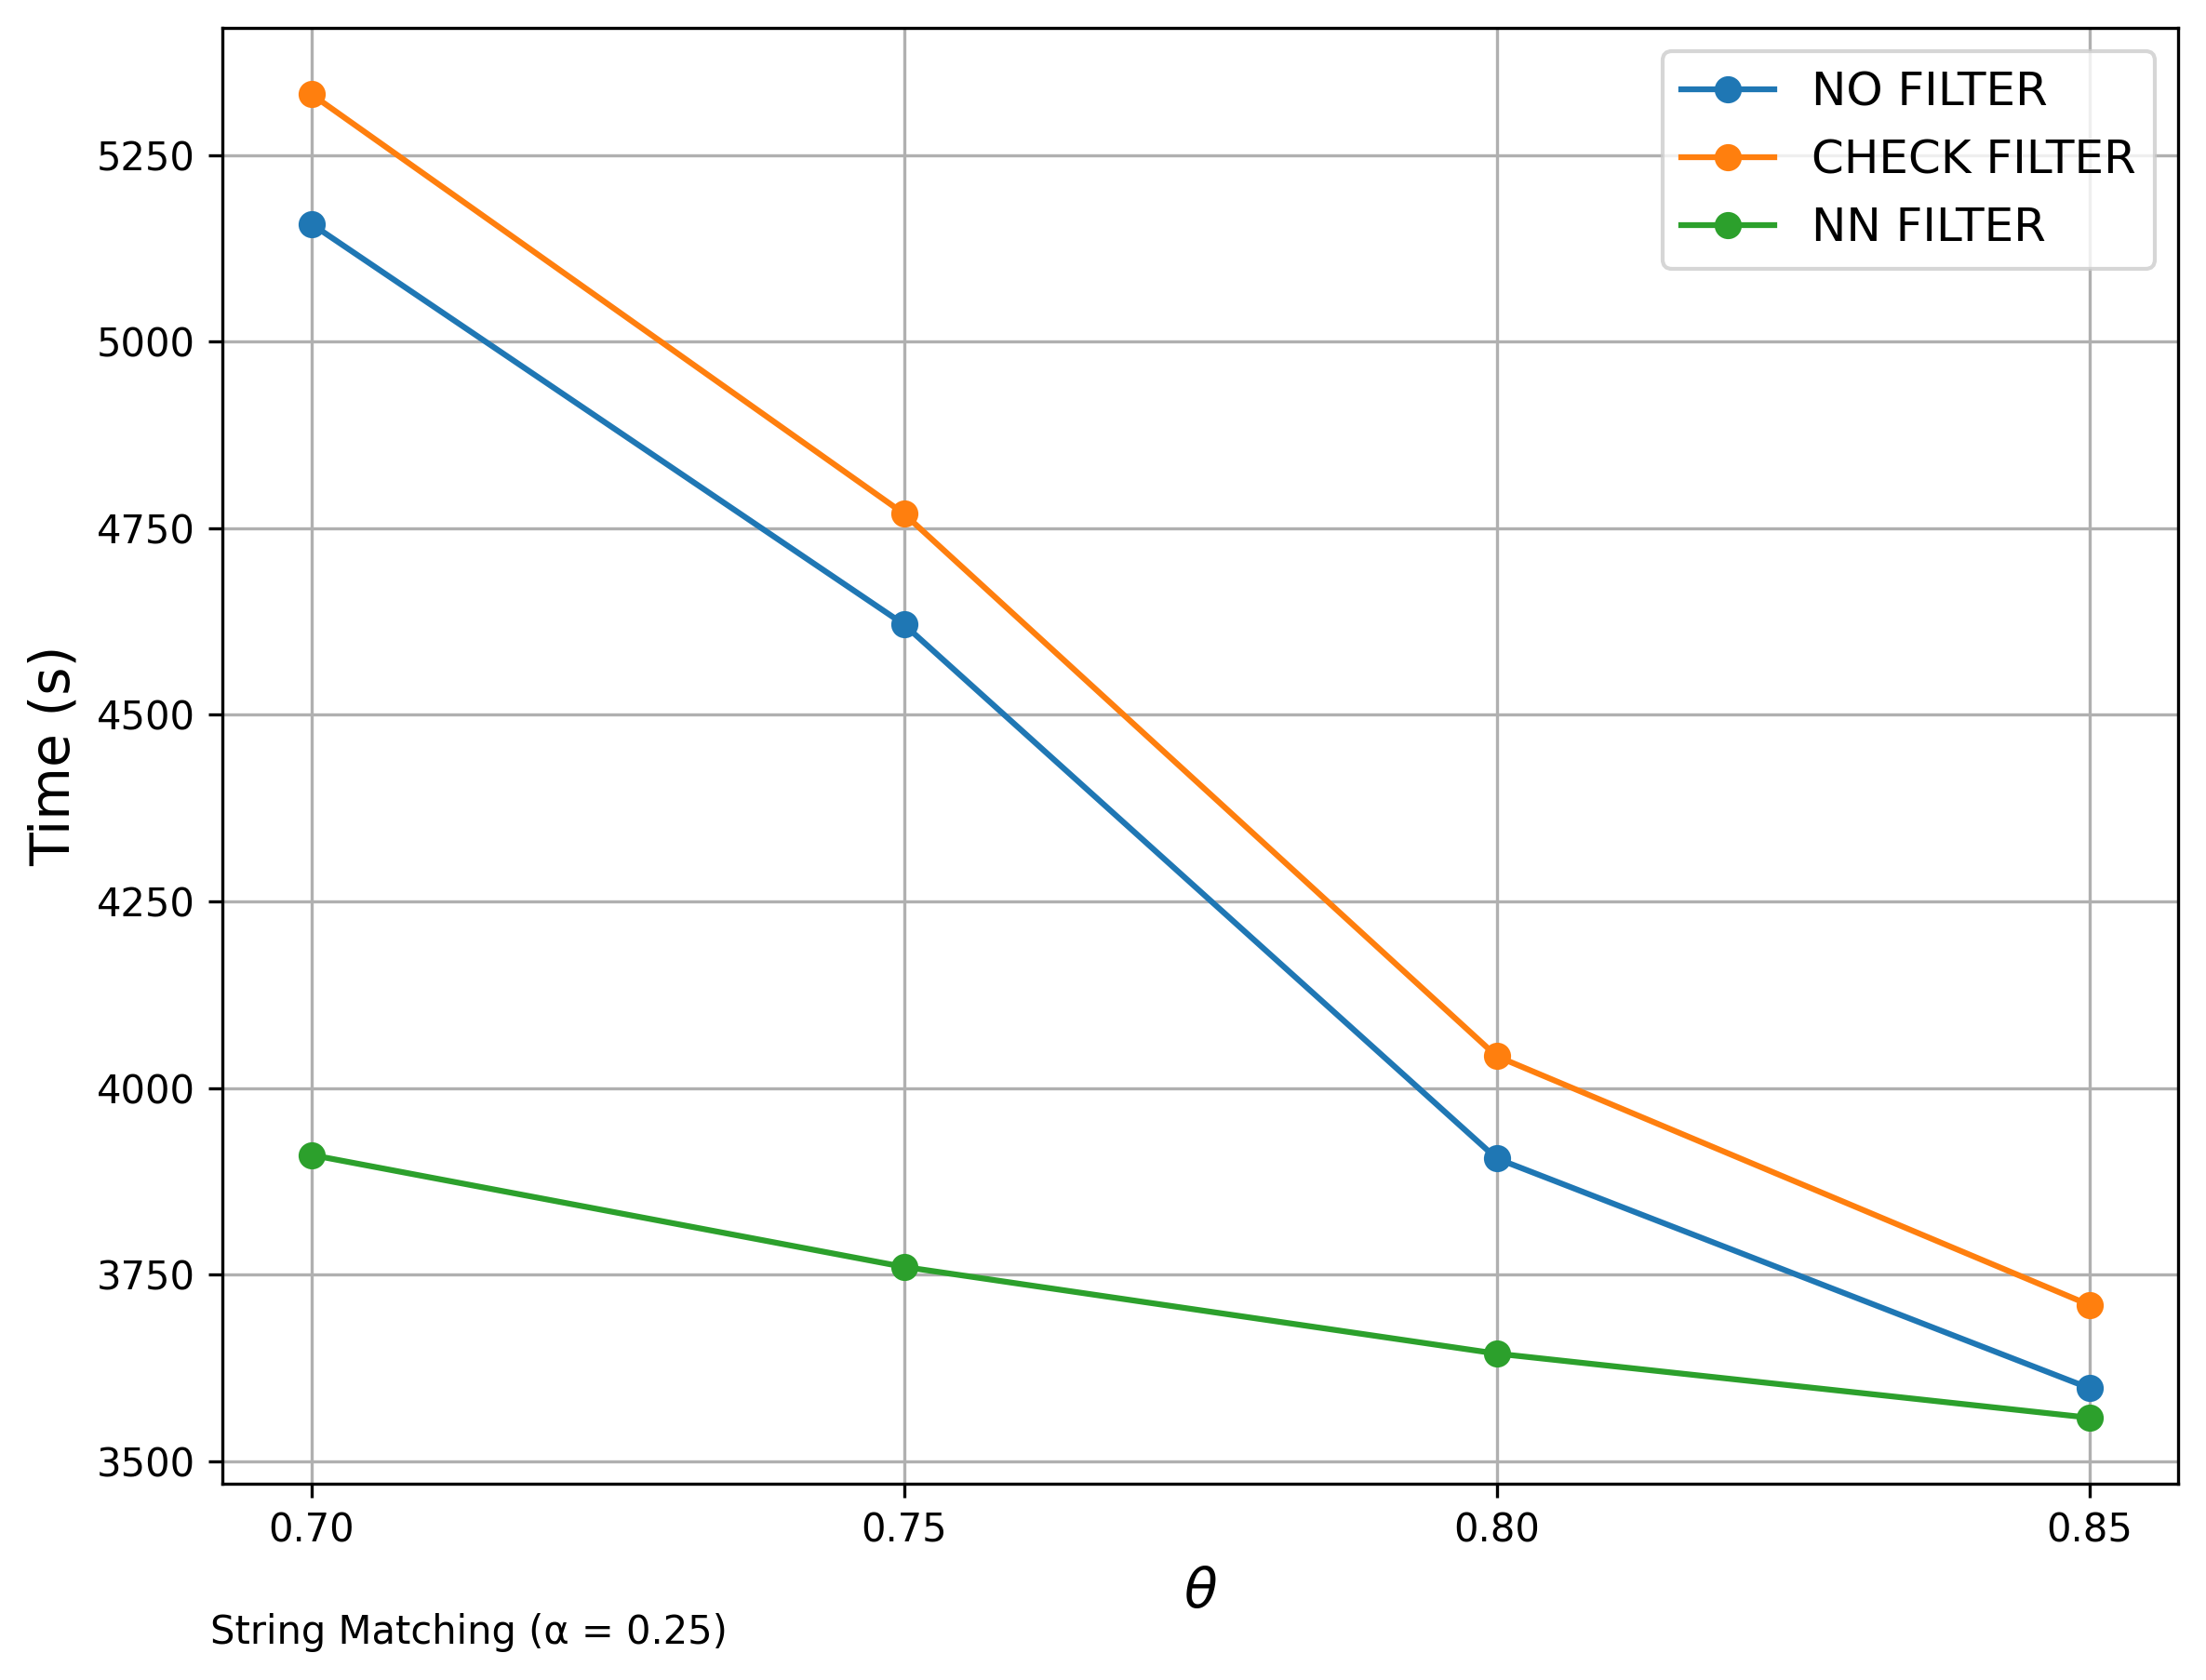 NO FILTER
CHECK FILTER
NN FILTER
Time (s)
5250
5000
4750
4500
4250
4000
3750
3500
0.70 0.75 0.80 0.85
θ
String Matching (α = 0.25)